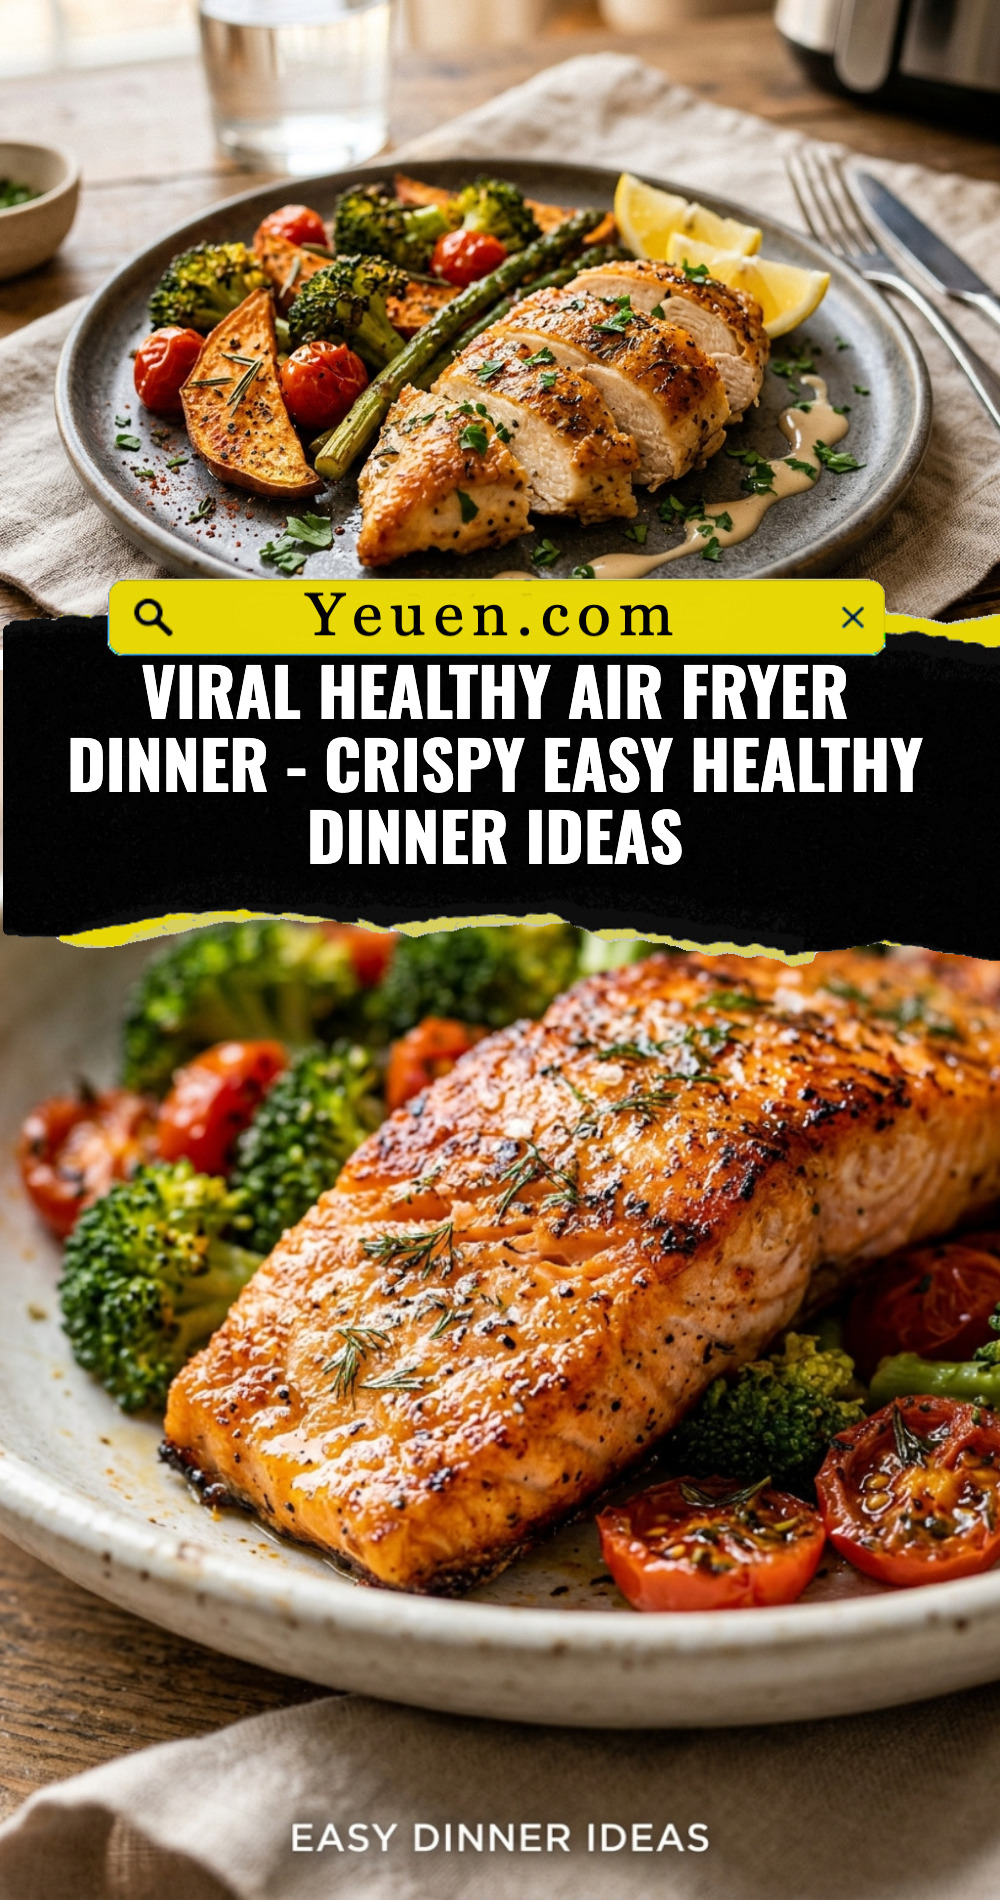 Yeuen.com
VIRAL HEALTHY AIR FRYER
DINNER - CRISPY EASY HEALTHY
DINNER IDEAS
EASY DINNER IDEAS